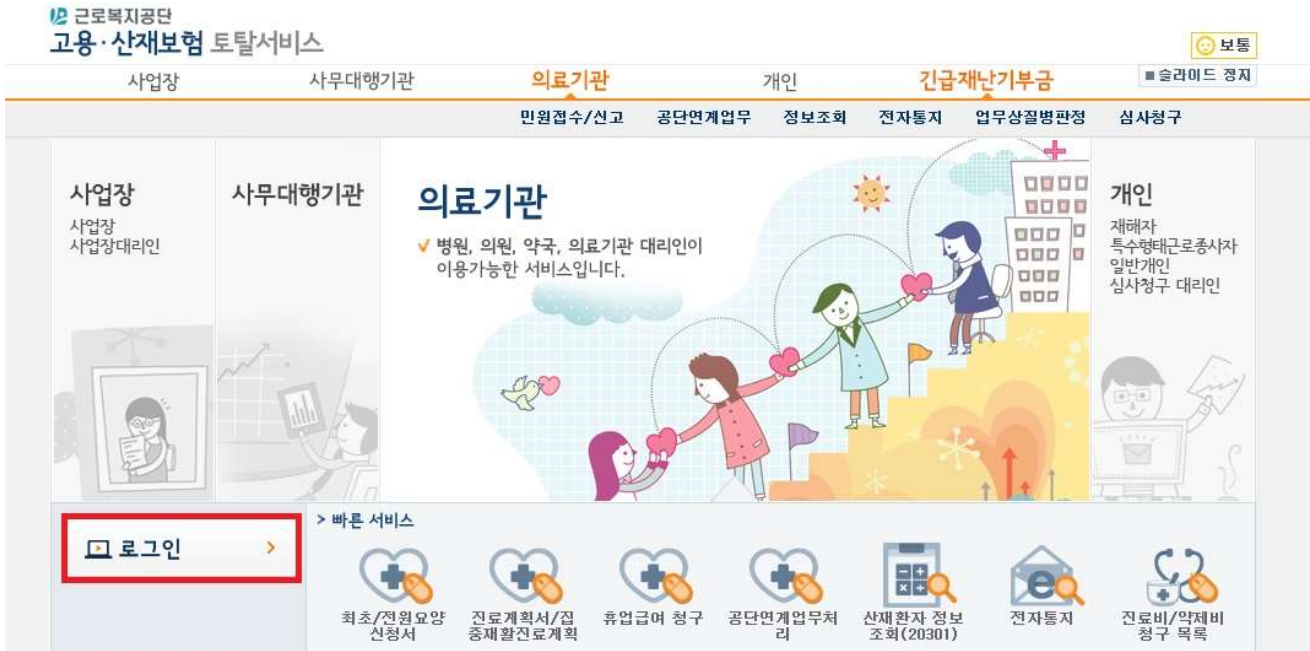 근로복지공단
고용·산재보험 토탈서비스
보통
사업장 사무대행기관 의료기관 개인 긴급재난기부금
슬라이드 정지
민원접수/신고 공단연계업무 정보조회 전자통지 업무상질병판정 심사청구
사업장
사업장
사업장대리인
사무대행기관
의료기관
병원, 의원, 약국, 의료기관 대리인이
이용가능한 서비스입니다.
개인
재해자
특수형태근로종사자
일반개인
심사청구 대리인
로그인 >
> 빠른 서비스
최초/전원요양
신청서
진료계획서/집
중재활진료계획
휴업급여 청구
공단연계업무처
리
산재환자 정보
조회(20301)
전자통지
진료비/약제비
청구 목록